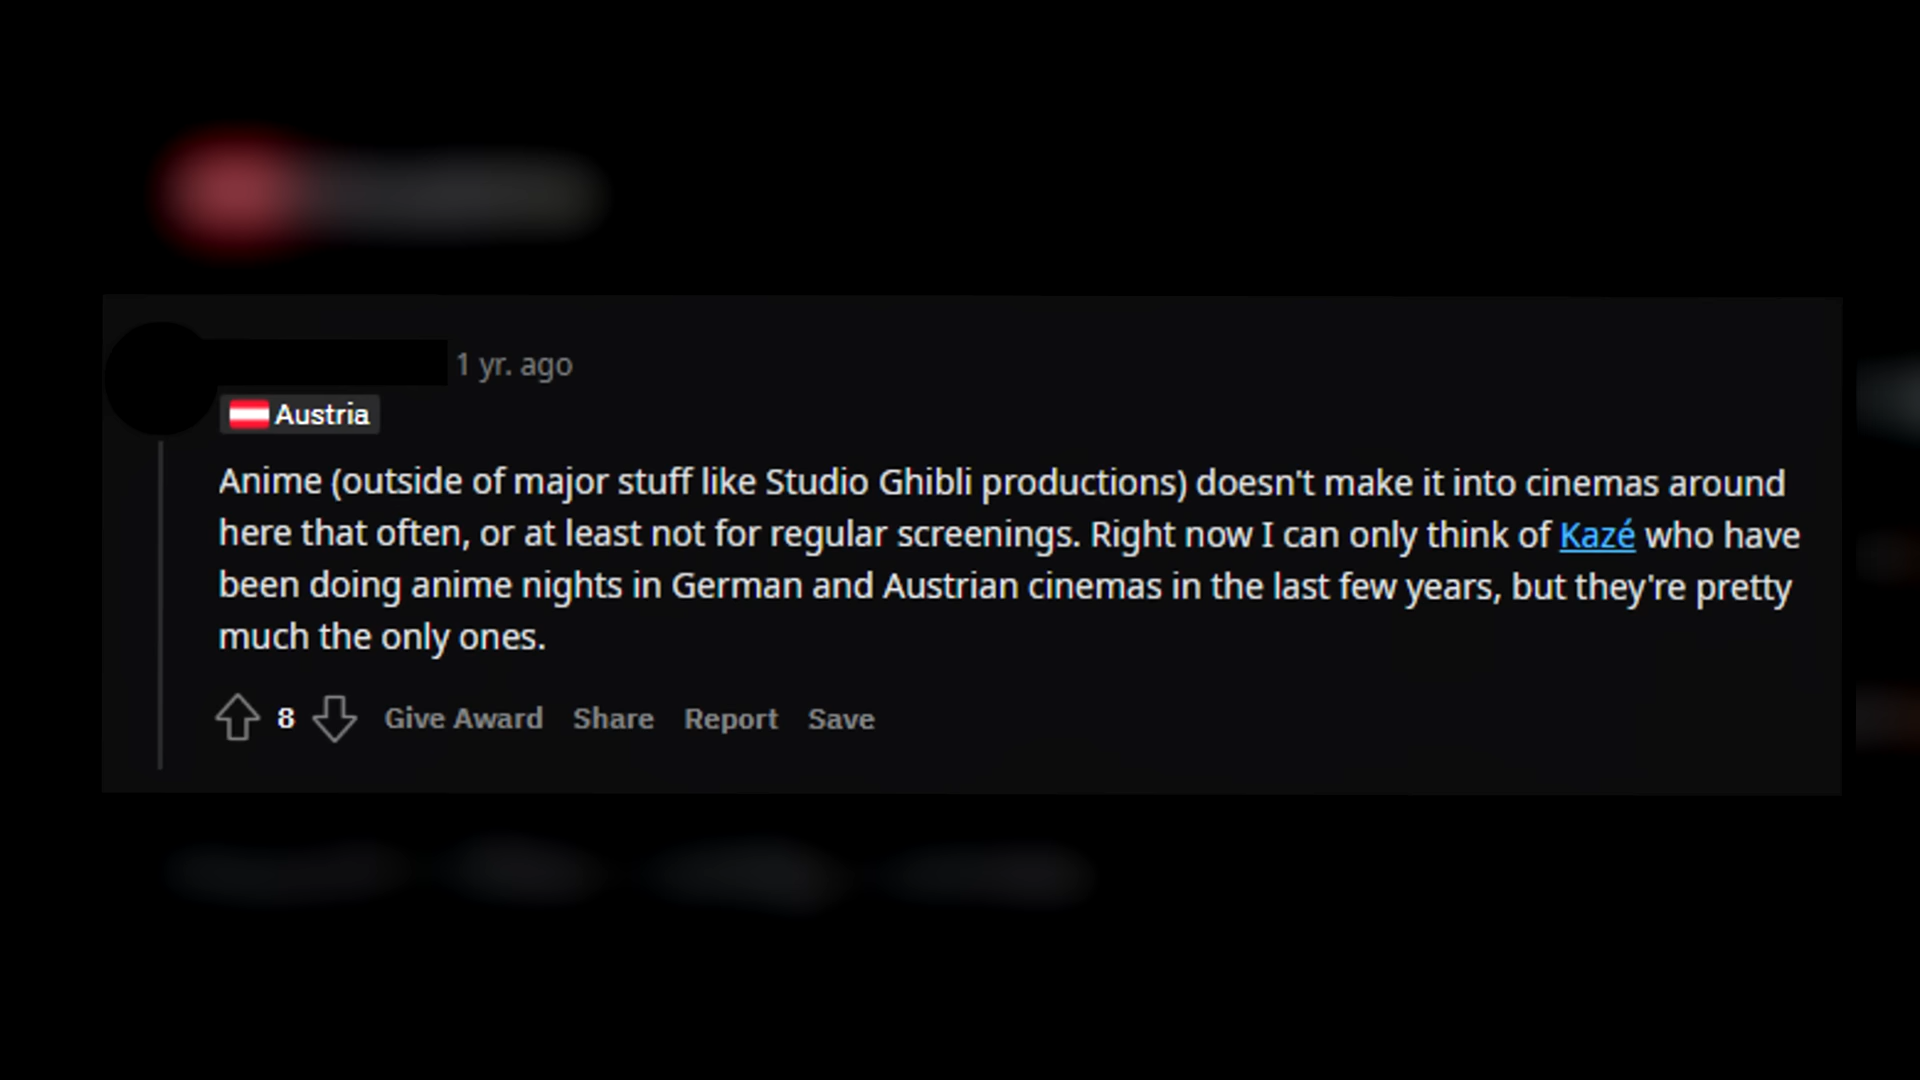 1 yr. ago
Austria
Anime (outside of major stuff like Studio Ghibli productions) doesn't make it into cinemas around
here that often, or at least not for regular screenings. Right now I can only think of Kazé who have
been doing anime nights in German and Austrian cinemas in the last few years, but they're pretty
much the only ones.
8 Give Award Share Report Save